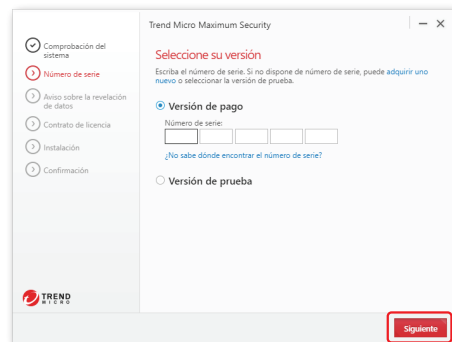 Trend Micro Maximum Security
Comprobación del
sistema
Número de serie
Aviso sobre la revelación
de datos
Contrato de licencia
Instalación
Confirmación
Seleccione su versión
Escriba el número de serie. Si no dispone de número de serie, puede adquirir uno
nuevo o seleccionar la versión de prueba.
Versión de pago
Número de serie:
¿No sabe dónde encontrar el número de serie?
Versión de prueba
TREND
MICRO
Siguiente